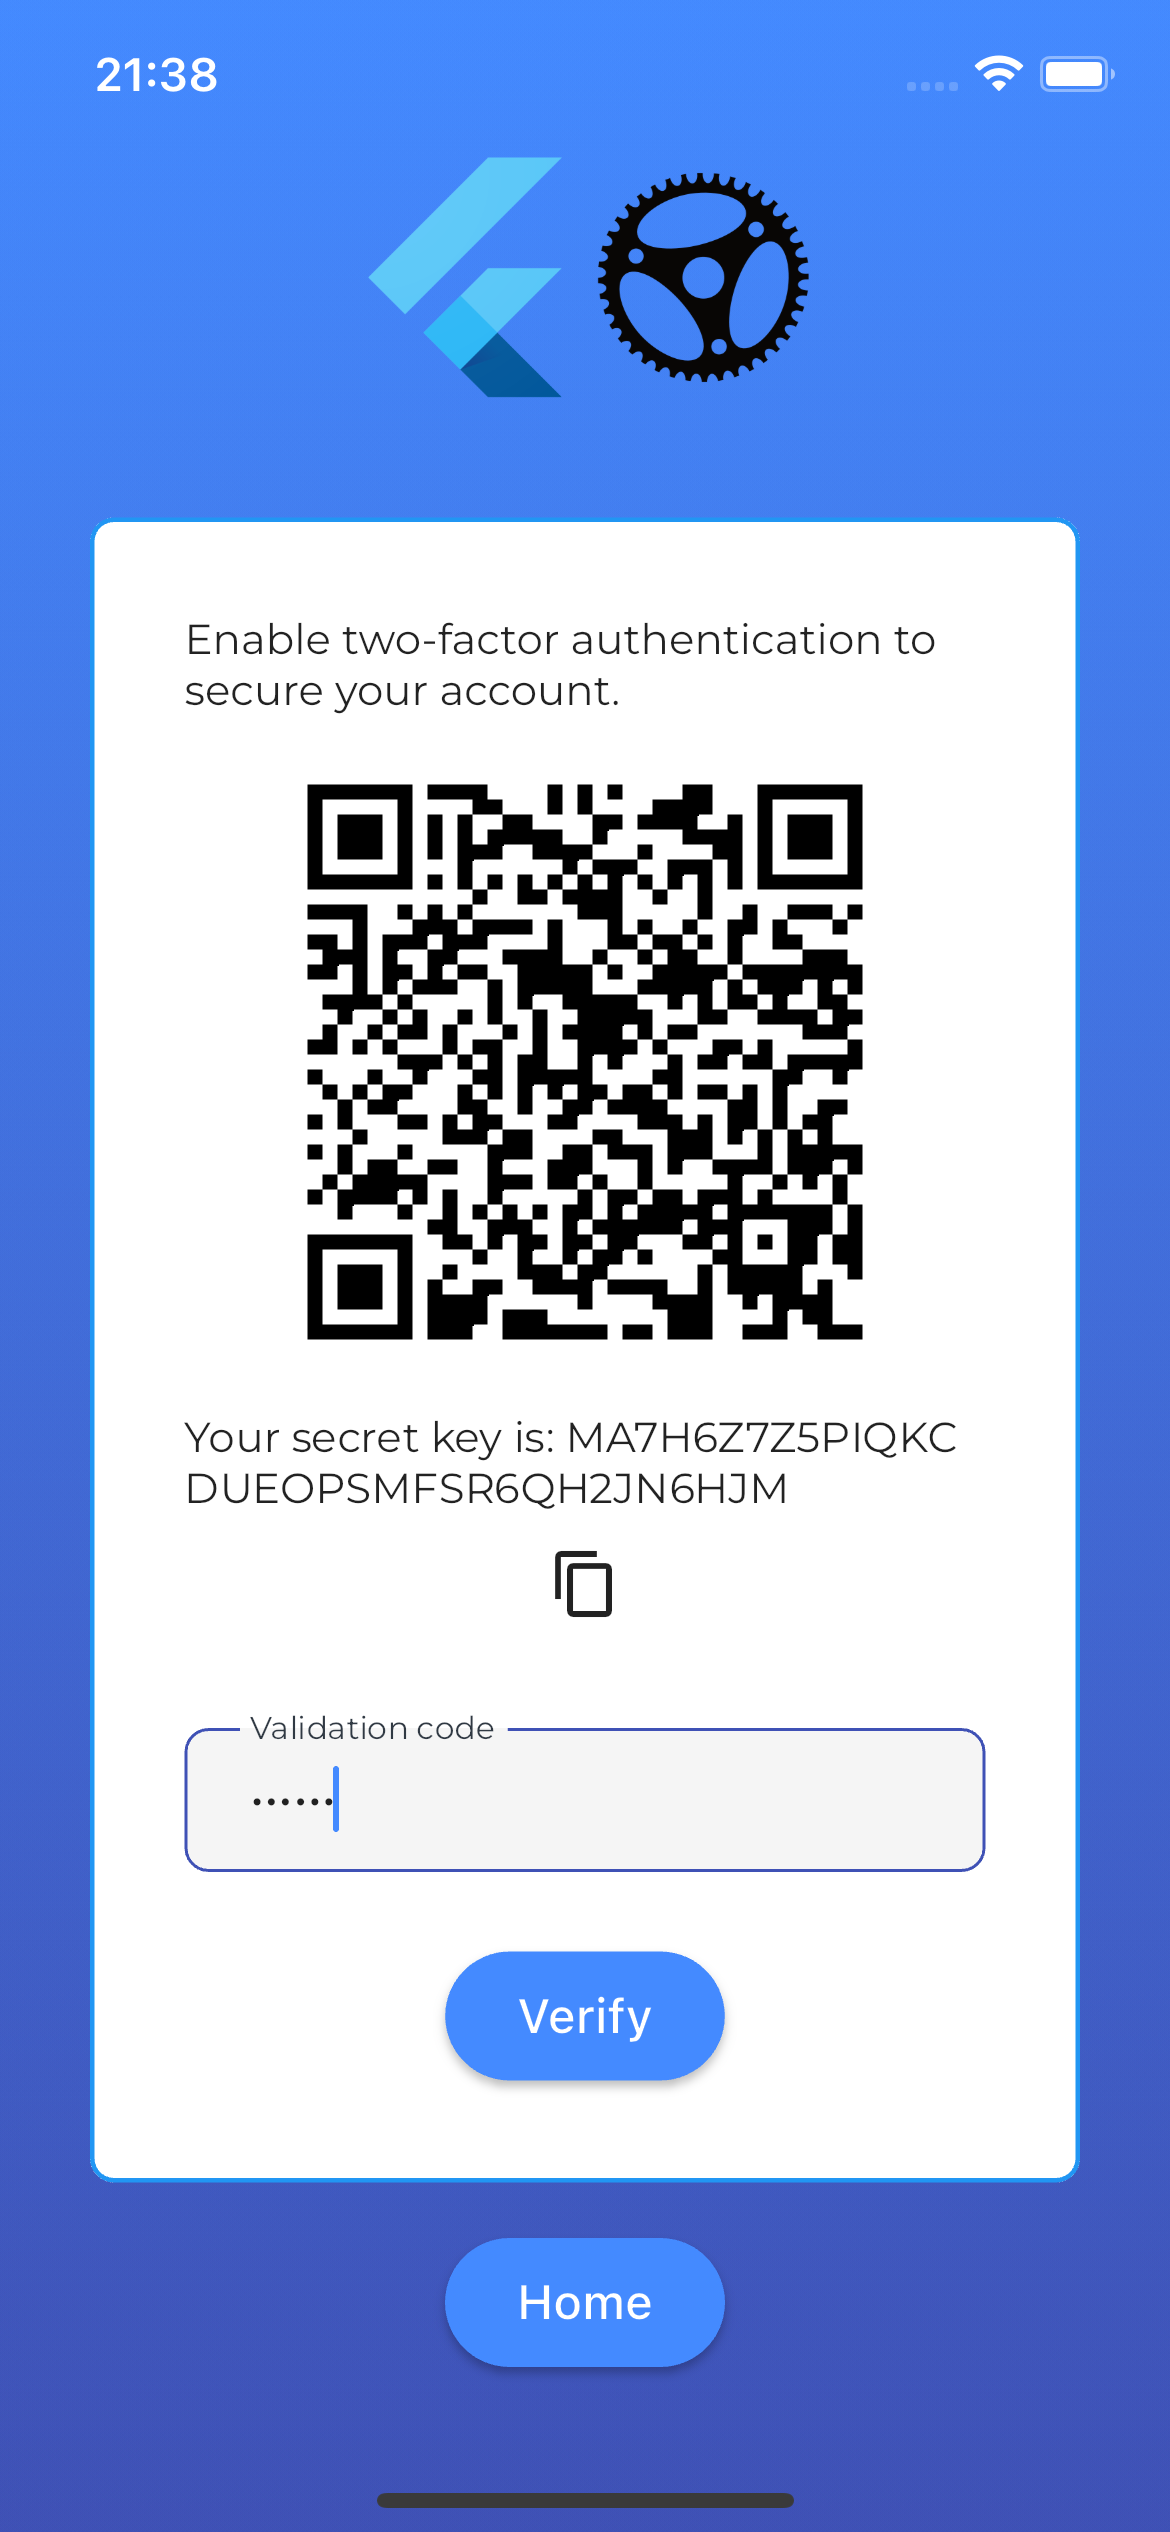 21:38
Enable two-factor authentication to
secure your account.
Your secret key is: MA7H6Z7Z5PIQKC
DUEOPSMFSR6QH2JN6HJM
Validation code
••••••
Verify
Home